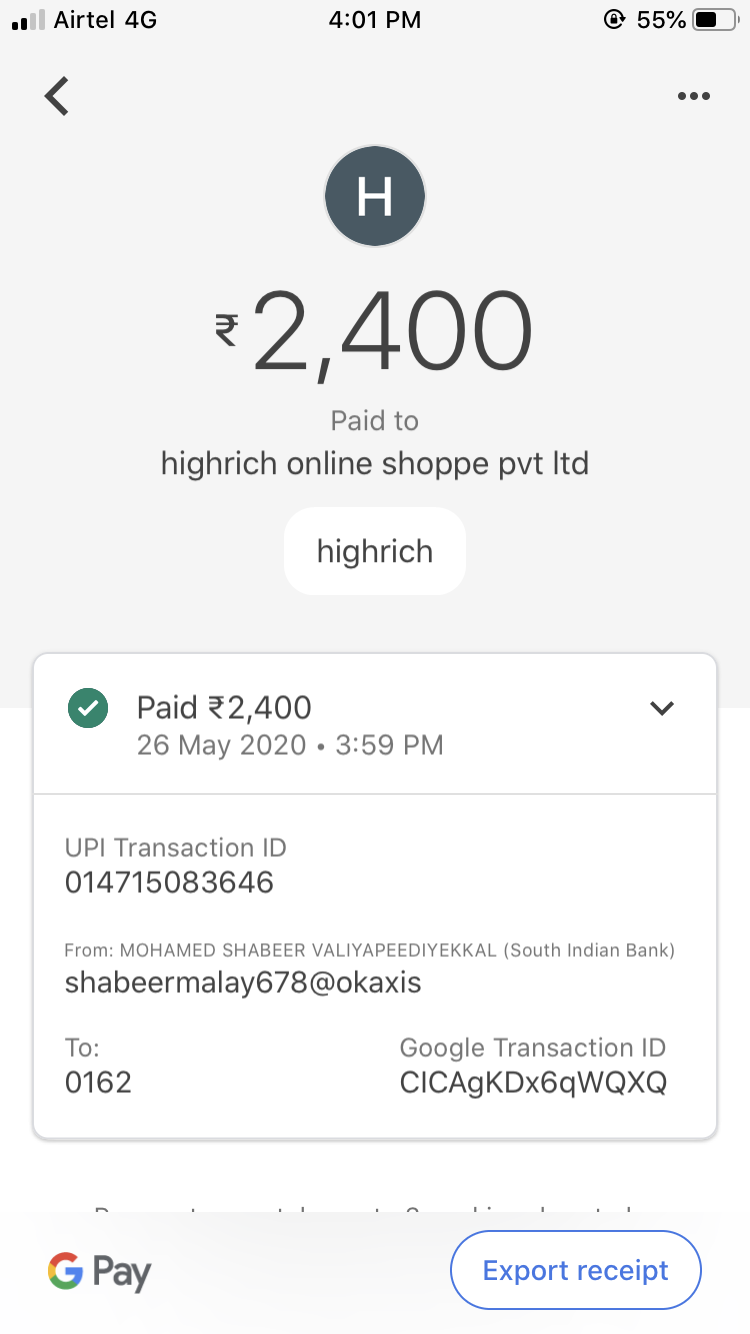 Airtel 4G 4:01 PM 55%
H
₹2,400
Paid to
highrich online shoppe pvt ltd
highrich
Paid ₹2,400
26 May 2020 • 3:59 PM
UPI Transaction ID
014715083646
From: MOHAMED SHABEER VALIYAPEEDIYEKKAL (South Indian Bank)
shabeermalay678@okaxis
To:
0162
Google Transaction ID
CICAgKDx6qWQXQ
G Pay
Export receipt